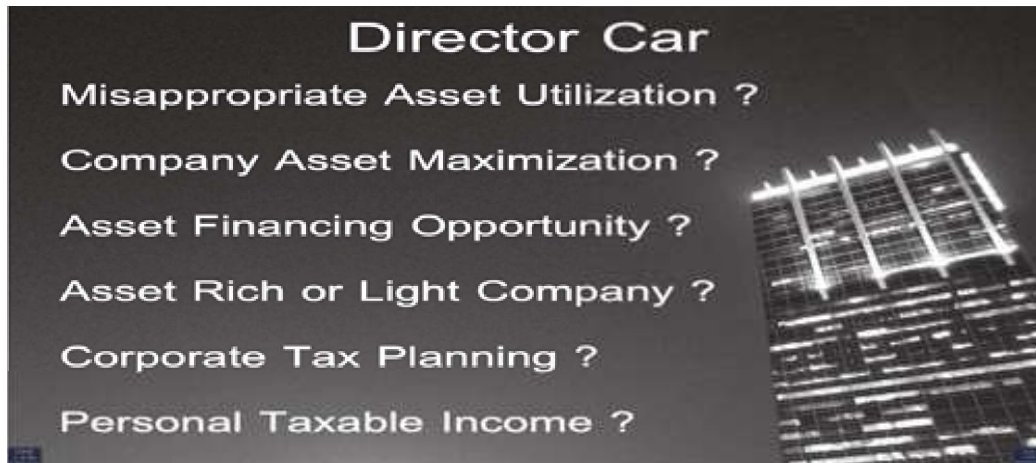 Director Car
Misappropriate Asset Utilization ?
Company Asset Maximization ?
Asset Financing Opportunity ?
Asset Rich or Light Company ?
Corporate Tax Planning ?
Personal Taxable Income ?